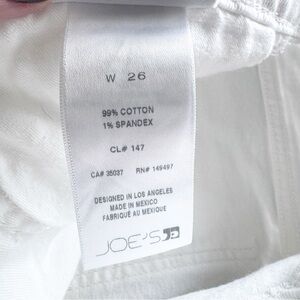 W 26
99% COTTON
1% SPANDEX
CL# 147
CA# 35037 RN# 149497
DESIGNED IN LOS ANGELES
MADE IN MEXICO
FABRIQUÉ AU MEXIQUE
JOE'S